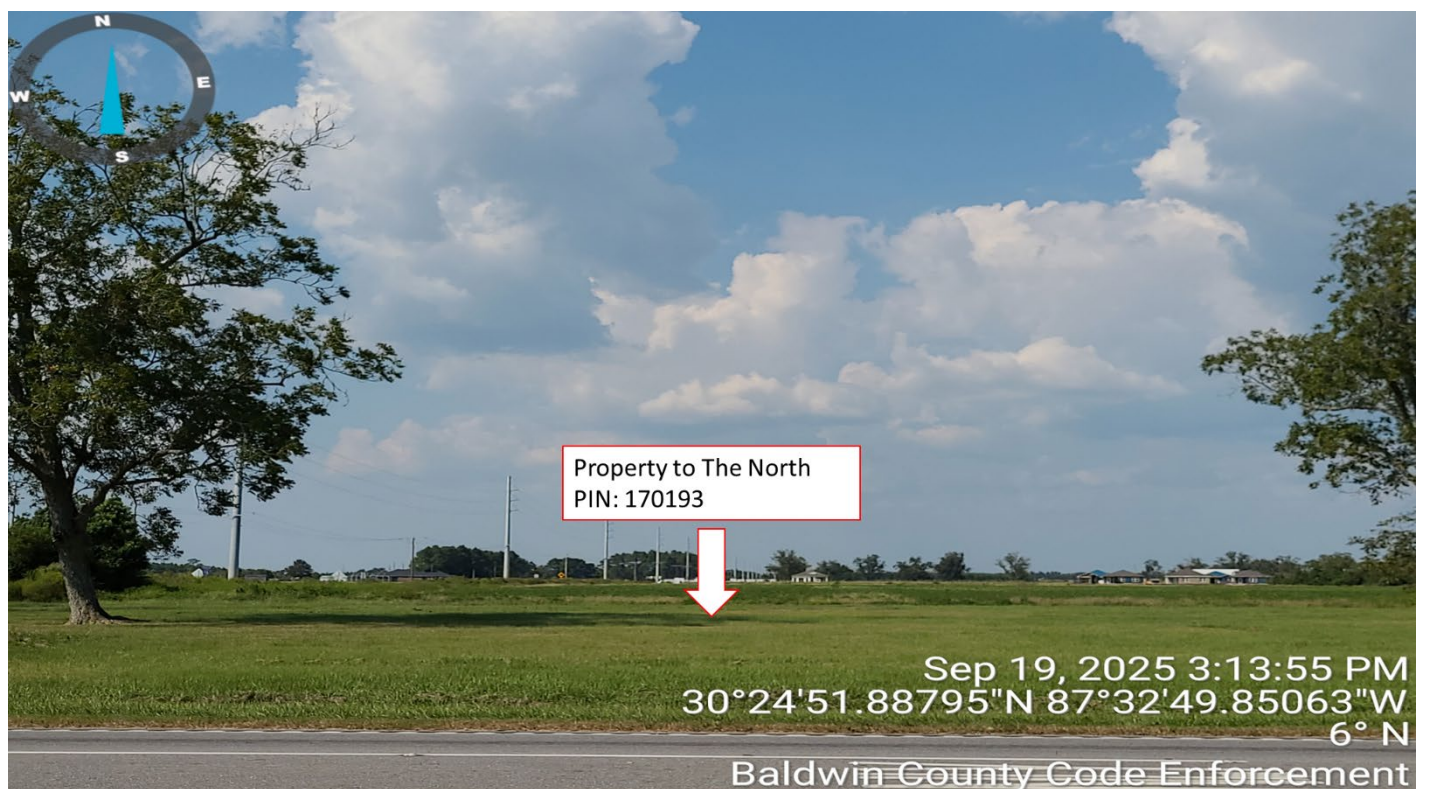 N
W
E
S
Property to The North
PIN: 170193
Sep 19, 2025 3:13:55 PM
30°24'51.88795"N 87°32'49.85063"W
6° N
Baldwin County Code Enforcement